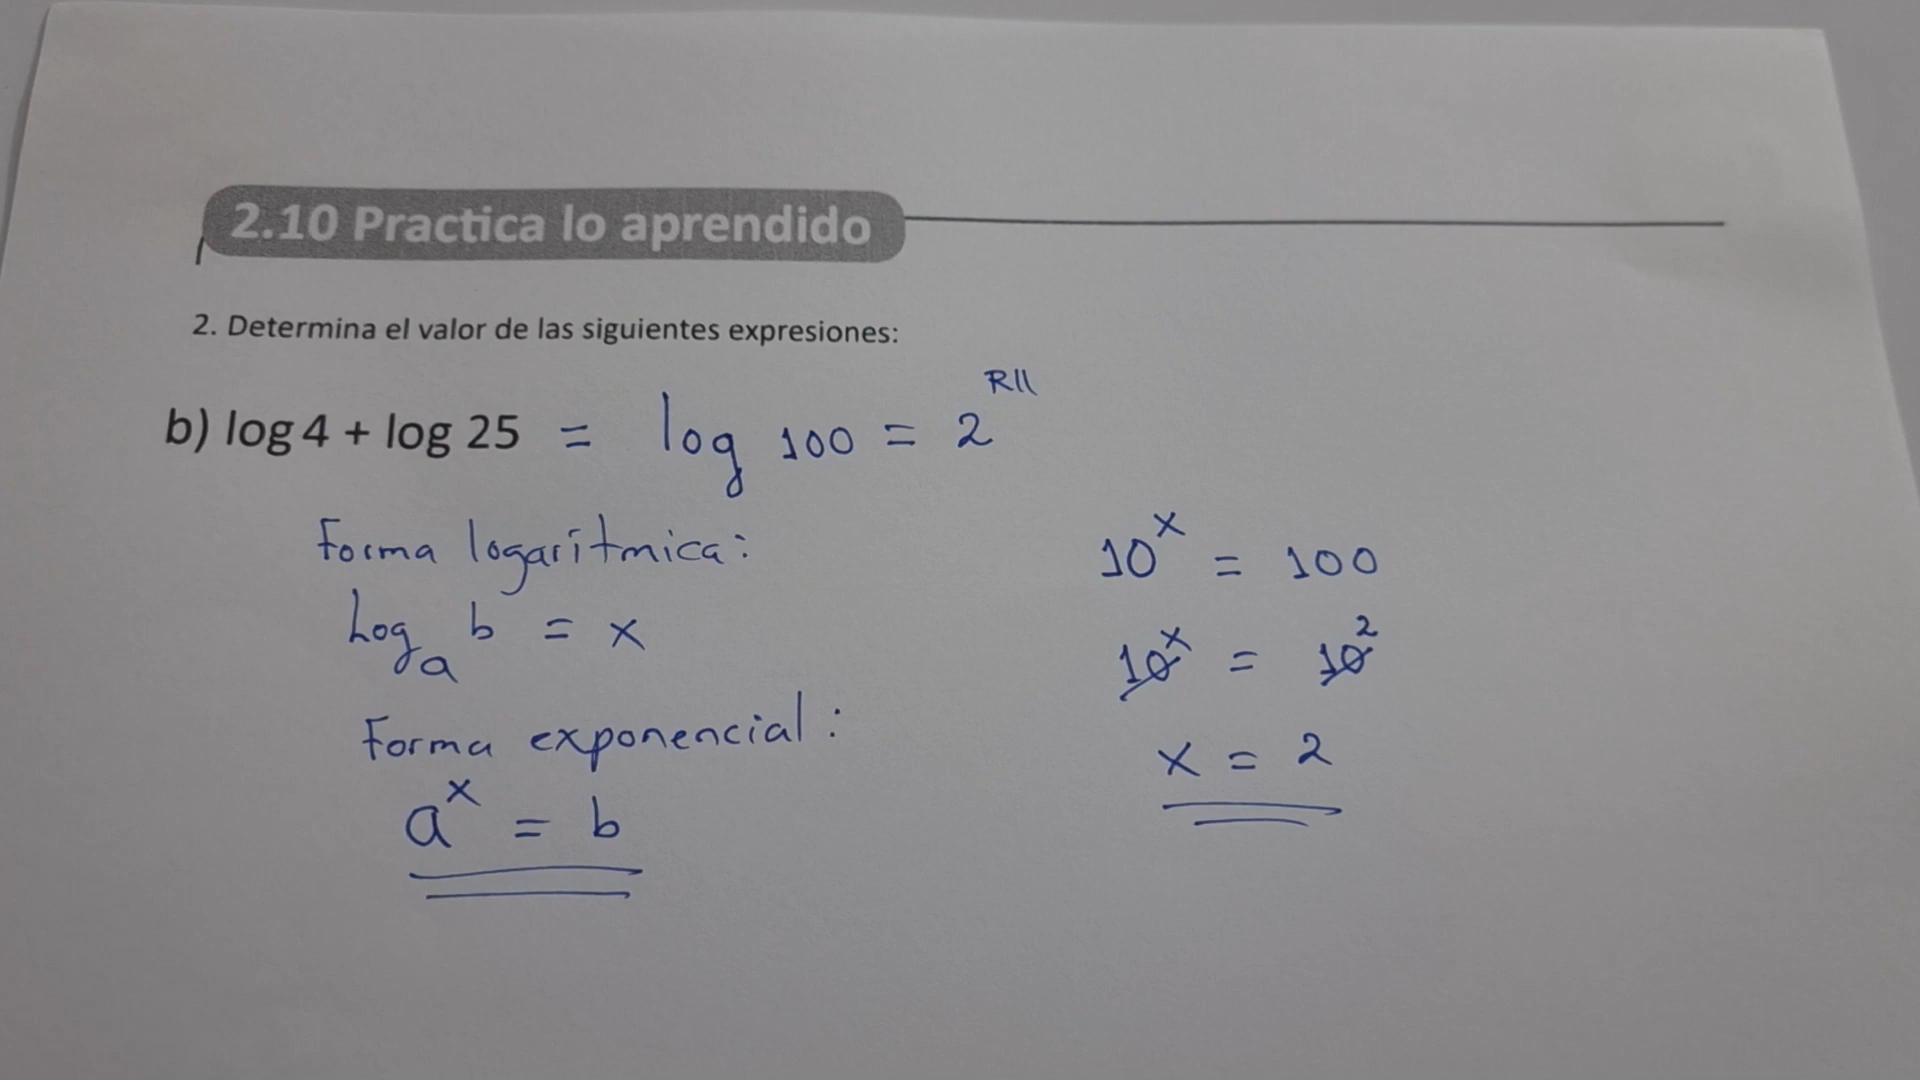 2.10 Practica lo aprendido
2. Determina el valor de las siguientes expresiones:
b) log 4 + log 25 = log 100 = 2 R//
Forma logarítmica:
Log_a b = x
Forma exponencial:
a^x = b
10^x = 100
10^x = 10^2
x = 2